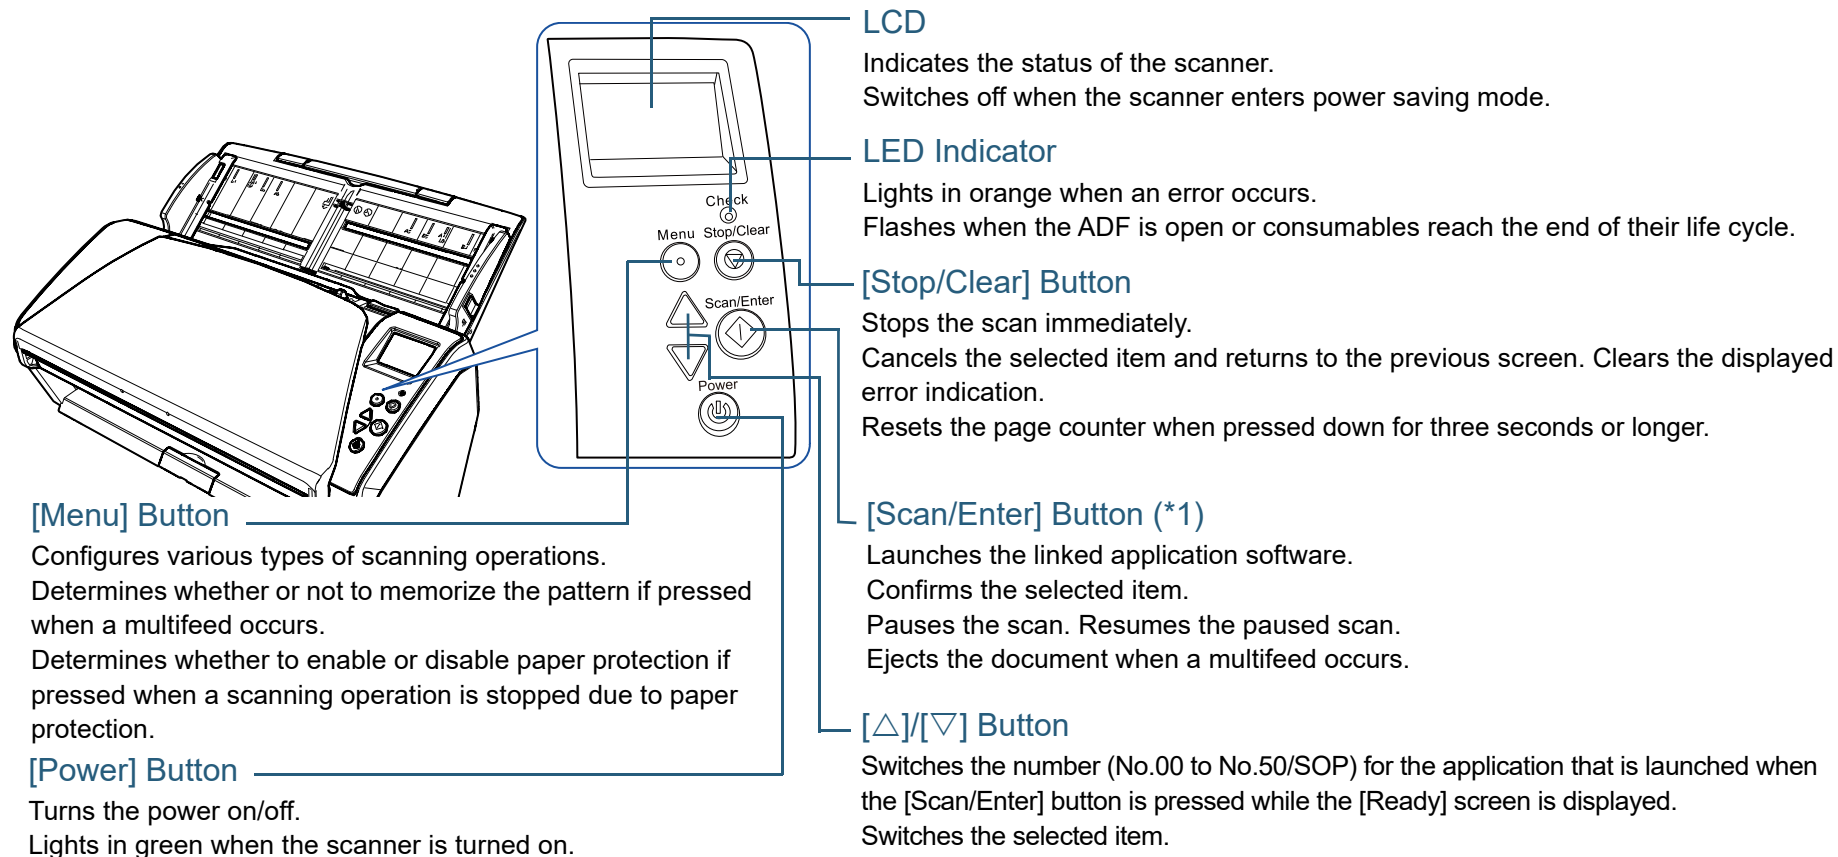 LCD
Indicates the status of the scanner.
Switches off when the scanner enters power saving mode.
LED Indicator
Lights in orange when an error occurs.
Flashes when the ADF is open or consumables reach the end of their life cycle.
Check
Menu
Stop/Clear
Scan/Enter
Power
[Stop/Clear] Button
Stops the scan immediately.
Cancels the selected item and returns to the previous screen. Clears the displayed
error indication.
Resets the page counter when pressed down for three seconds or longer.
[Menu] Button
Configures various types of scanning operations.
Determines whether or not to memorize the pattern if pressed
when a multifeed occurs.
Determines whether to enable or disable paper protection if
pressed when a scanning operation is stopped due to paper
protection.
[Scan/Enter] Button (*1)
Launches the linked application software.
Confirms the selected item.
Pauses the scan. Resumes the paused scan.
Ejects the document when a multifeed occurs.
[△]/[▽] Button
Switches the number (No.00 to No.50/SOP) for the application that is launched when
the [Scan/Enter] button is pressed while the [Ready] screen is displayed.
Switches the selected item.
[Power] Button
Turns the power on/off.
Lights in green when the scanner is turned on.